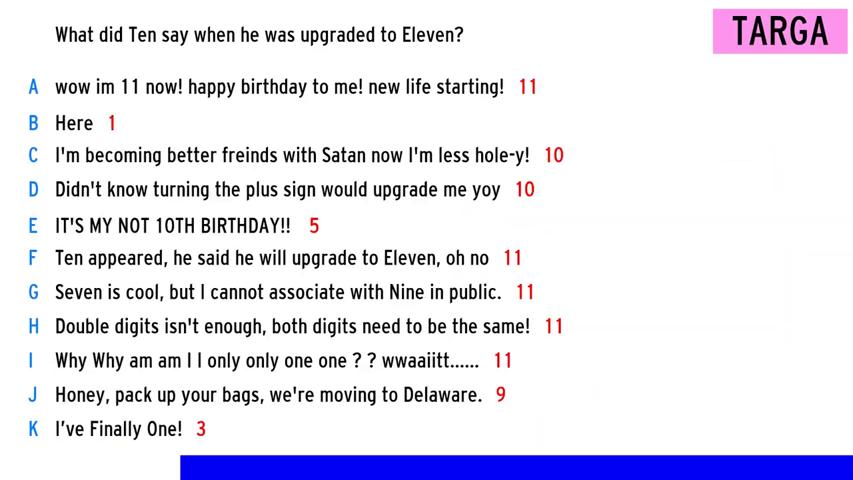 What did Ten say when he was upgraded to Eleven?
TARGA
A wow im 11 now! happy birthday to me! new life starting! 11
B Here 1
C I'm becoming better freinds with Satan now I'm less hole-y! 10
D Didn't know turning the plus sign would upgrade me yoy 10
E IT'S MY NOT 10TH BIRTHDAY!! 5
F Ten appeared, he said he will upgrade to Eleven, oh no 11
G Seven is cool, but I cannot associate with Nine in public. 11
H Double digits isn't enough, both digits need to be the same! 11
I Why Why am am I I only only one one ? ? wwaaiitt...... 11
J Honey, pack up your bags, we're moving to Delaware. 9
K I've Finally One! 3